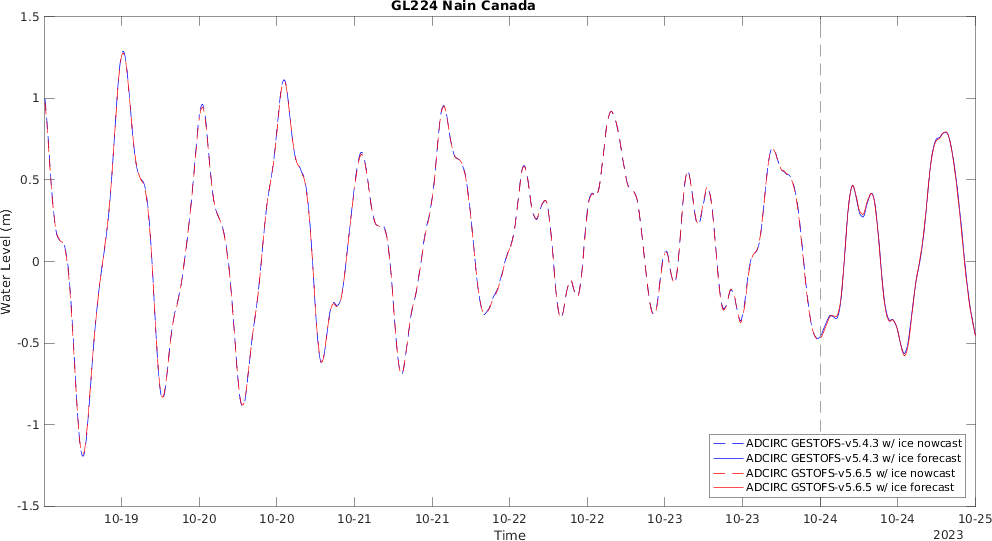 GL224 Nain Canada
1.5
1
0.5
0
-0.5
-1
-1.5
Water Level (m)
ADCIRC GESTOFS-v5.4.3 w/ ice nowcast
ADCIRC GESTOFS-v5.4.3 w/ ice forecast
ADCIRC GSTOFS-v5.6.5 w/ ice nowcast
ADCIRC GSTOFS-v5.6.5 w/ ice forecast
10-19 10-20 10-20 10-21 10-21 10-22 10-22 10-23 10-23 10-24 10-24 10-25
Time
2023